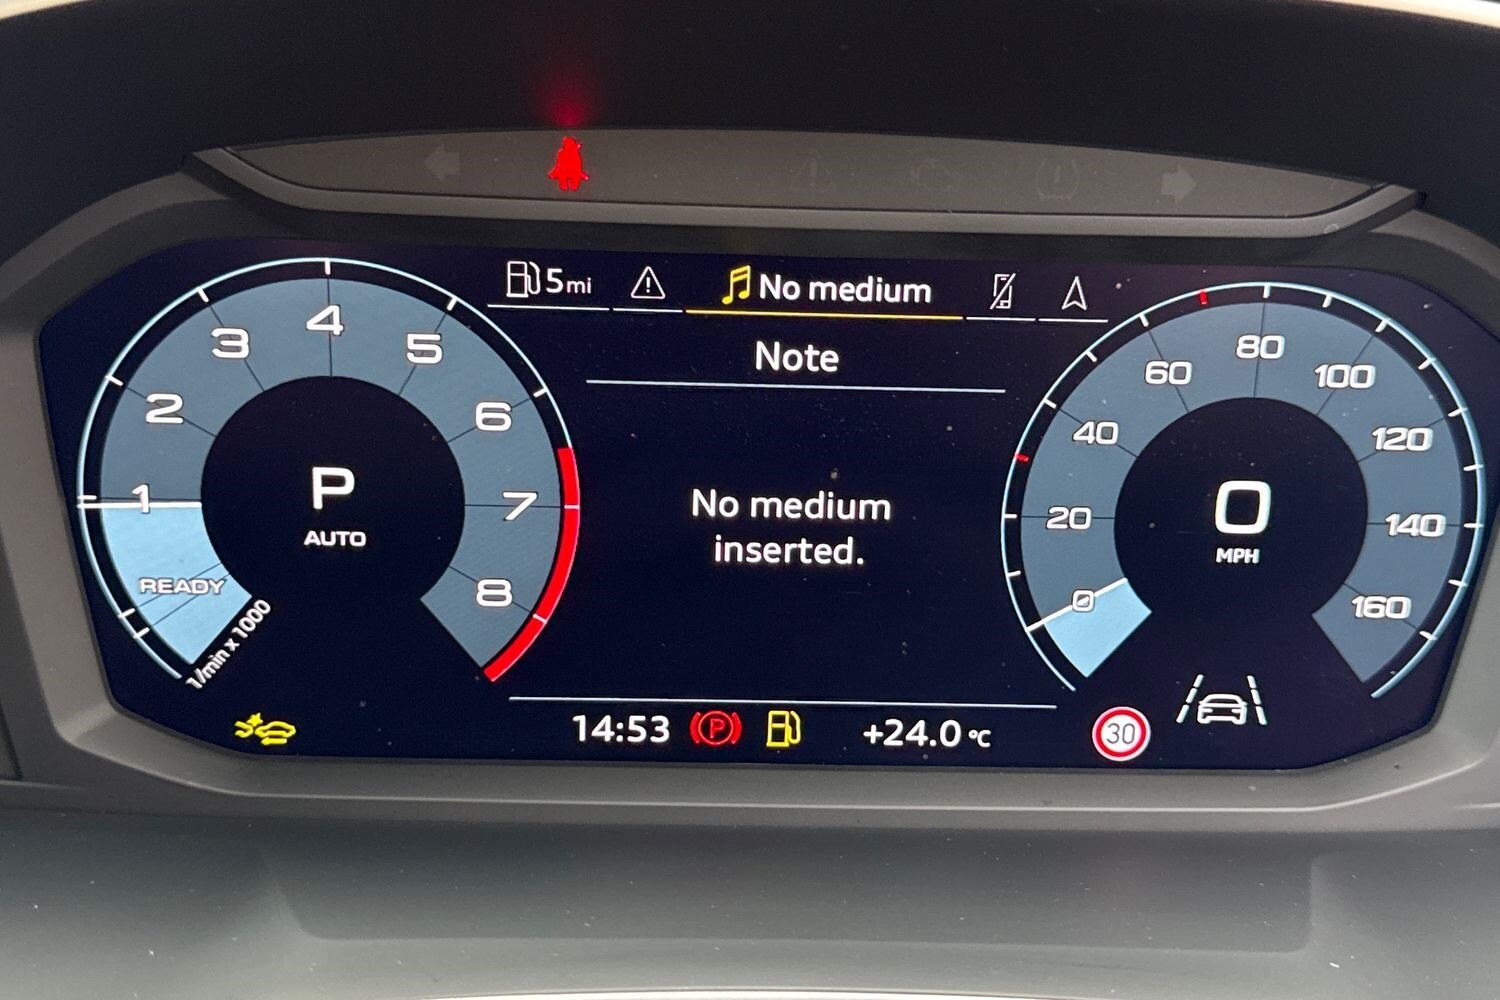 5mi
No medium
Note
No medium
inserted.
1
2
3
4
5
6
7
8
P
AUTO
READY
1/min x 1000
0
20
40
60
80
100
120
140
160
0
MPH
14:53
P
+24.0 °C
30